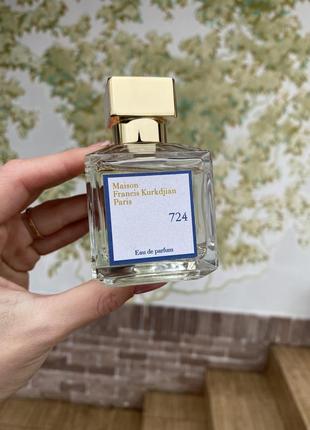 Maison
Francis Kurkdjian
Paris
724
Eau de parfum